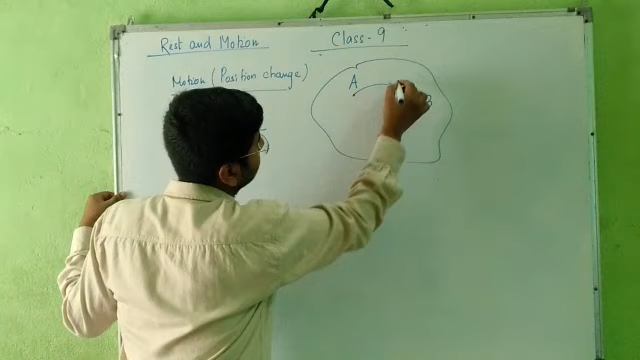 Rest and Motion
Class - 9
Motion (Position change)
A
B